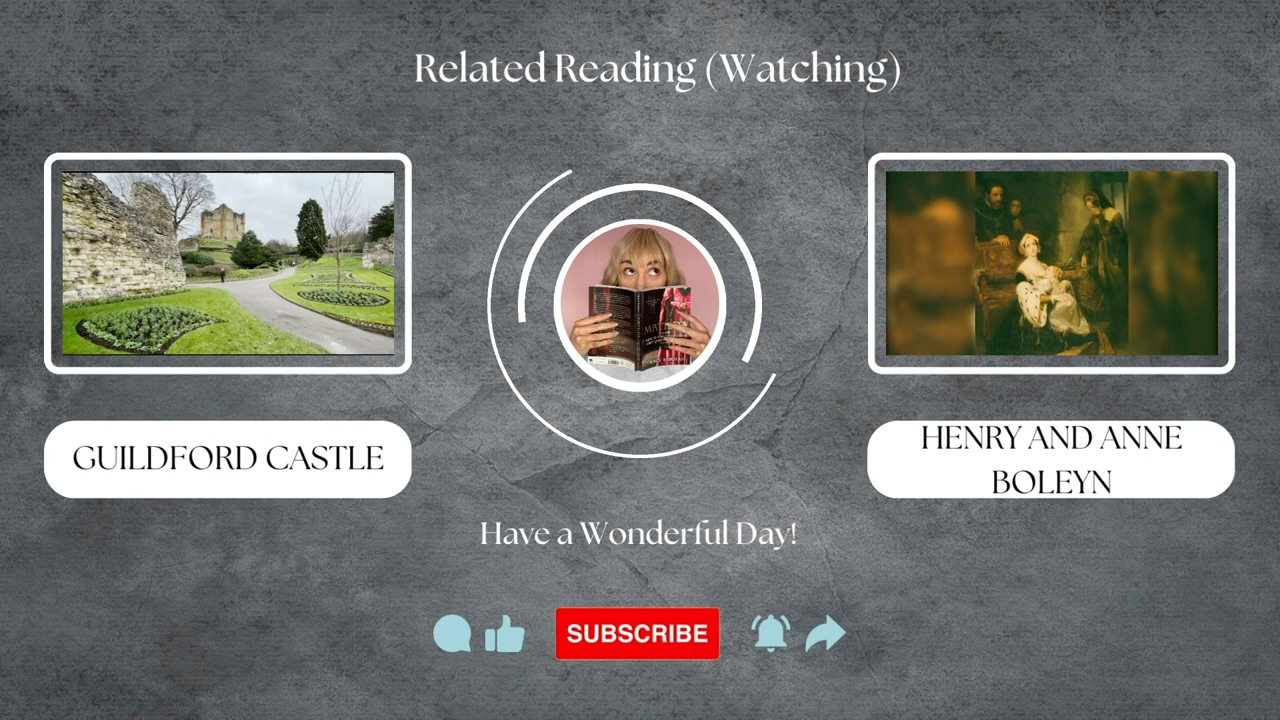 Related Reading (Watching)
GUILDFORD CASTLE
HENRY AND ANNE
BOLEYN
Have a Wonderful Day!
SUBSCRIBE